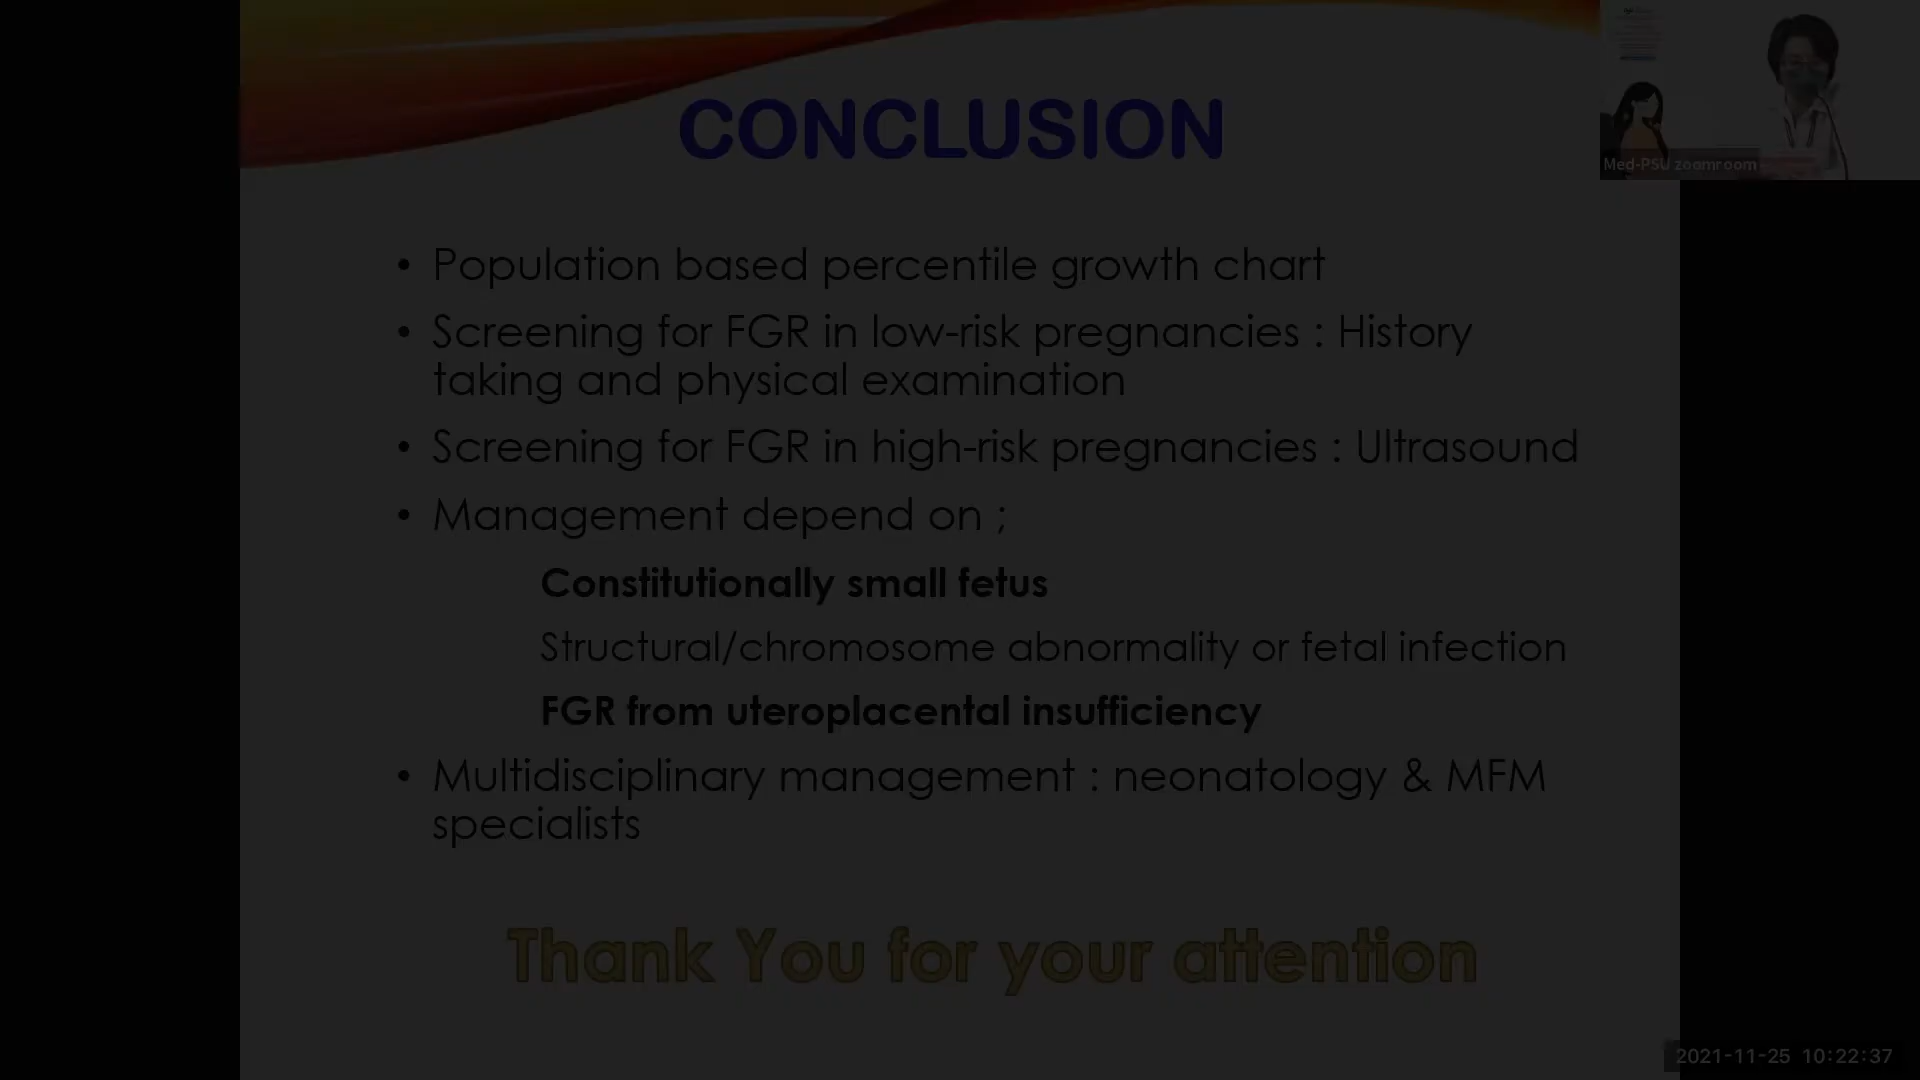 CONCLUSION
Med-PSU zoomroom
• Population based percentile growth chart
• Screening for FGR in low-risk pregnancies : History
taking and physical examination
• Screening for FGR in high-risk pregnancies : Ultrasound
• Management depend on ;
Constitutionally small fetus
Structural/chromosome abnormality or fetal infection
FGR from uteroplacental insufficiency
• Multidisciplinary management : neonatology & MFM
specialists
Thank You for your attention
2021-11-25 10:22:37